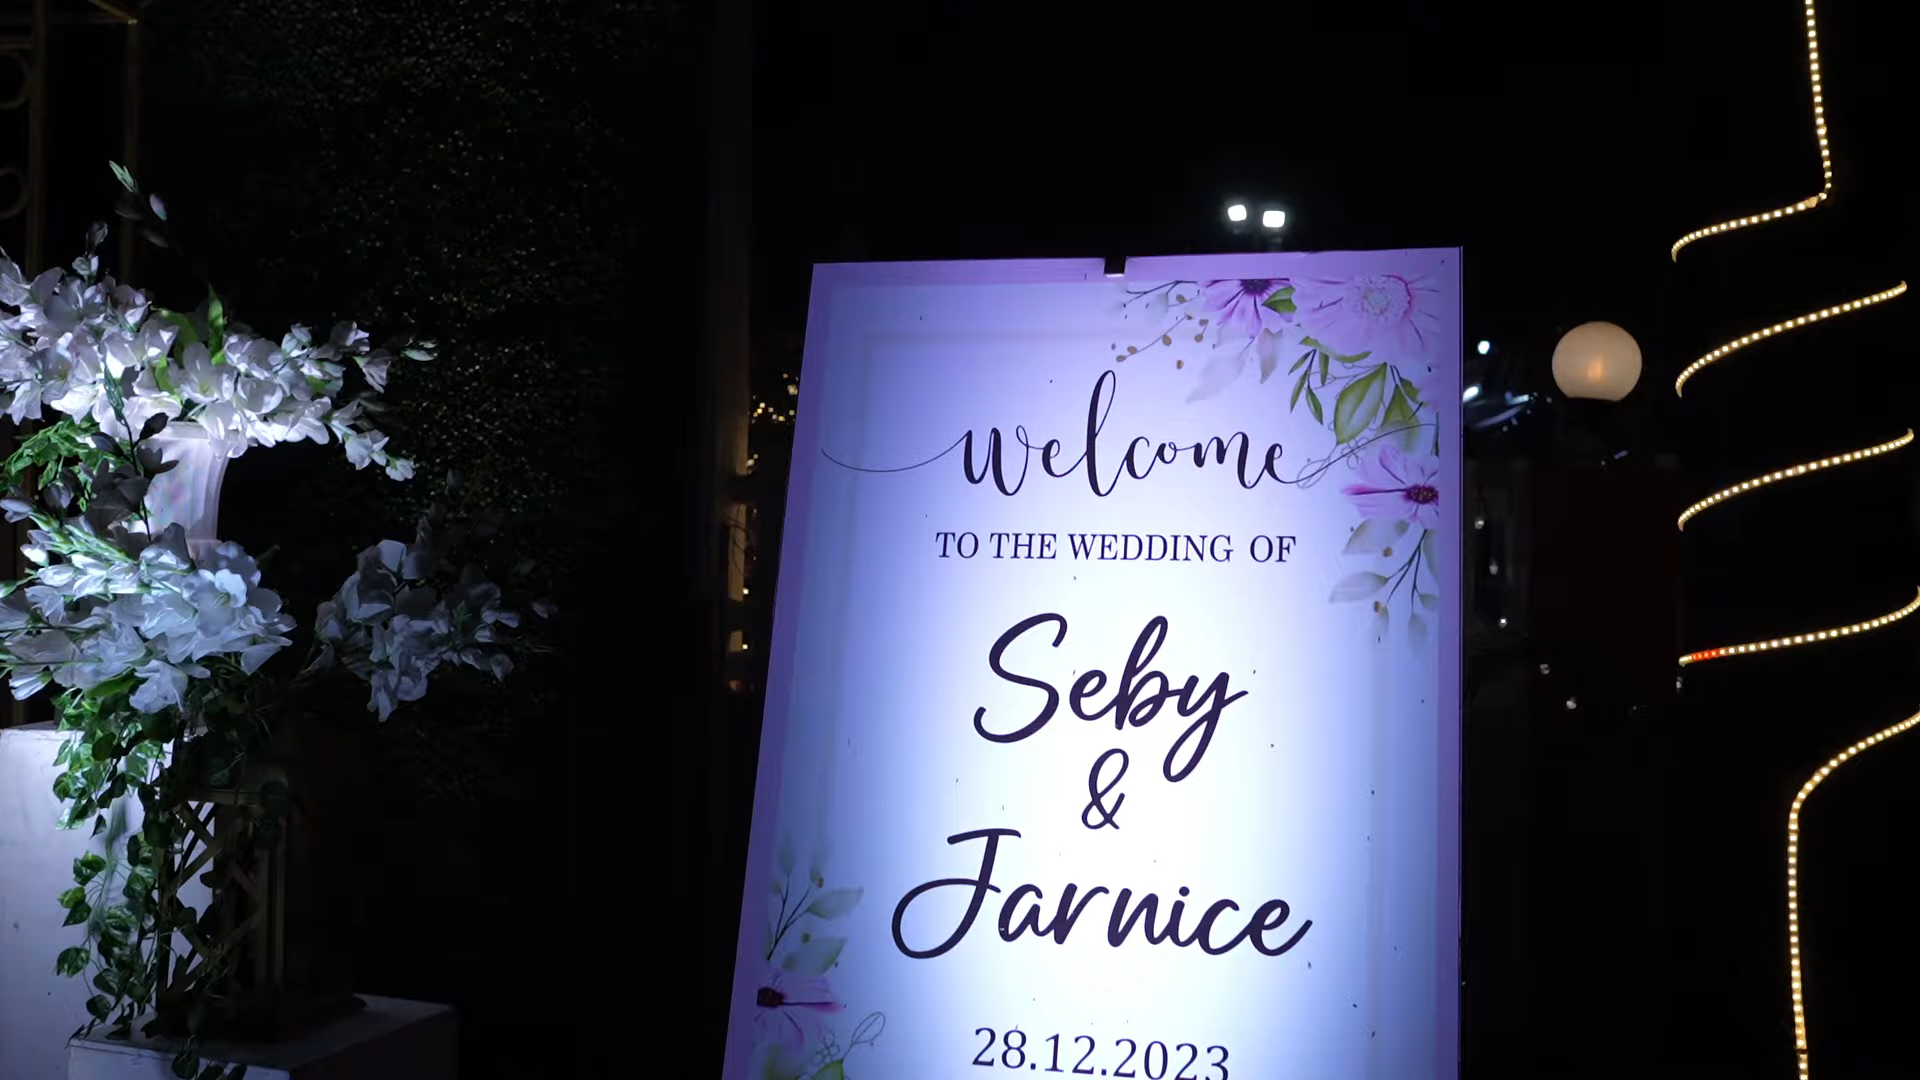 welcome
TO THE WEDDING OF
Seby
&
Jarnice
28.12.2023